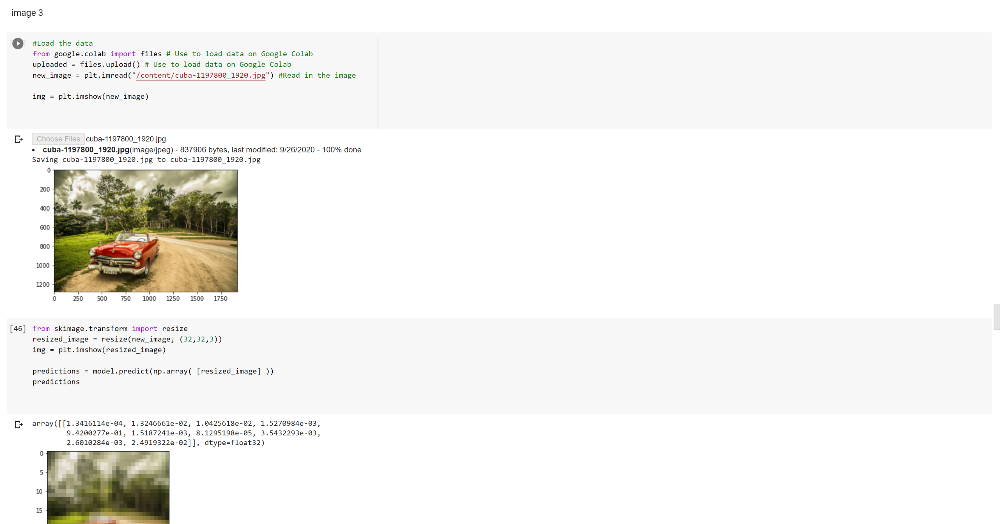 image 3
#Load the data
from google.colab import files # Use to load data on Google Colab
uploaded = files.upload() # Use to load data on Google Colab
new_image = plt.imread("/content/cuba-1197800_1920.jpg") #Read in the image
img = plt.imshow(new_image)
Choose Files cuba-1197800_1920.jpg
• cuba-1197800_1920.jpg(image/jpeg) - 837906 bytes, last modified: 9/26/2020 - 100% done
Saving cuba-1197800_1920.jpg to cuba-1197800_1920.jpg
0
200
400
600
800
1000
1200
0 250 500 750 1000 1250 1500 1750
[46] from skimage.transform import resize
resized_image = resize(new_image, (32,32,3))
img = plt.imshow(resized_image)
predictions = model.predict(np.array( [resized_image] ))
predictions
array([[1.3416114e-04, 1.3246661e-02, 1.0425618e-02, 1.5270984e-03,
9.4200277e-01, 1.5187241e-03, 8.1295198e-05, 3.5432293e-03,
2.6010284e-03, 2.4919322e-02]], dtype=float32)
0
5
10
15